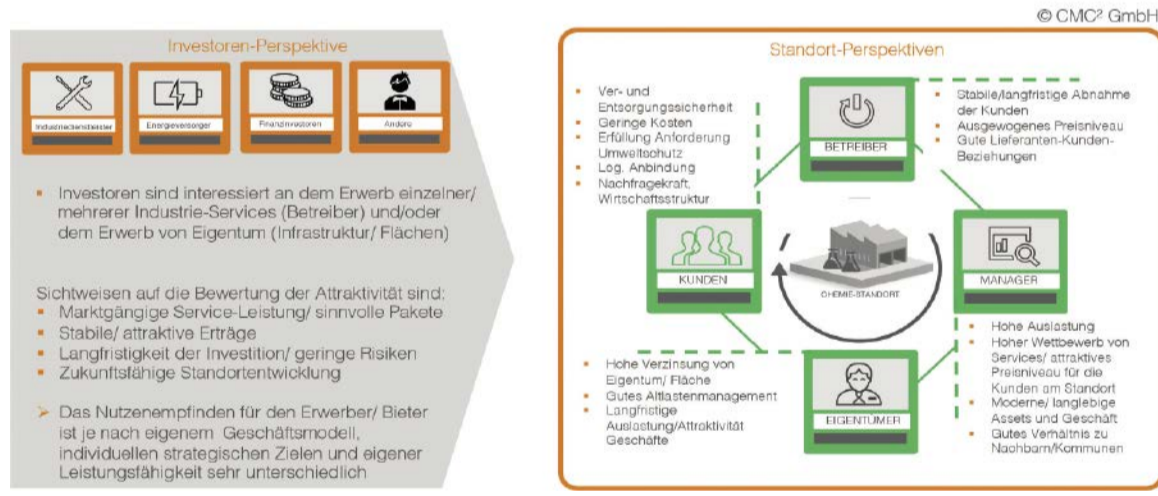 © CMC² GmbH
Investoren-Perspektive
Industriedienstleister
Energieversorger
Finanzinvestoren
Andere
Investoren sind interessiert an dem Erwerb einzelner/
mehrerer Industrie-Services (Betreiber) und/oder
dem Erwerb von Eigentum (Infrastruktur/ Flächen)
Sichtweisen auf die Bewertung der Attraktivität sind:
Marktgängige Service-Leistung/ sinnvolle Pakete
Stabile/ attraktive Erträge
Langfristigkeit der Investition/ geringe Risiken
Zukunftsfähige Standortentwicklung
Das Nutzenempfinden für den Erwerber/ Bieter
ist je nach eigenem Geschäftsmodell,
individuellen strategischen Zielen und eigener
Leistungsfähigkeit sehr unterschiedlich
Standort-Perspektiven
Ver- und
Entsorgungssicherheit
Geringe Kosten
Erfüllung Anforderung
Umweltschutz
Log. Anbindung
Nachfragekraft,
Wirtschaftsstruktur
BETREIBER
Stabile/langfristige Abnahme
der Kunden
Ausgewogenes Preisniveau
Gute Lieferanten-Kunden-
Beziehungen
KUNDEN
CHEMIE-STANDORT
MANAGER
Hohe Verzinsung von
Eigentum/ Fläche
Gutes Altlastenmanagement
Langfristige
Auslastung/Attraktivität
Geschäfte
EIGENTÜMER
Hohe Auslastung
Hoher Wettbewerb von
Services/ attraktives
Preisniveau für die
Kunden am Standort
Moderne/ langlebige
Assets und Geschäft
Gutes Verhältnis zu
Nachbarn/Kommunen